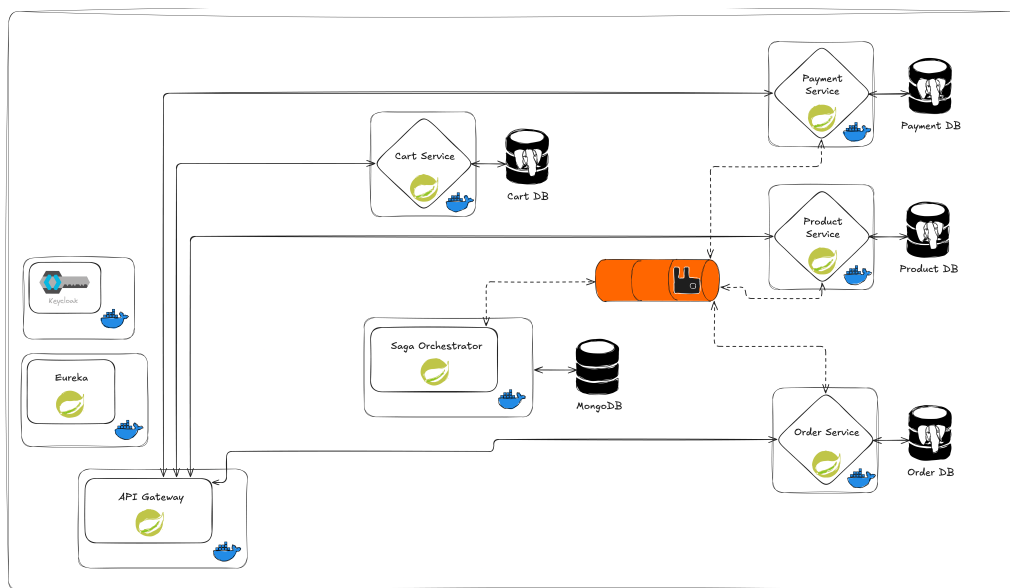 Payment
Service
Payment DB
Cart Service
Cart DB
Product
Service
Product DB
Keycloak
Saga Orchestrator
MongoDB
Eureka
Order Service
Order DB
API Gateway